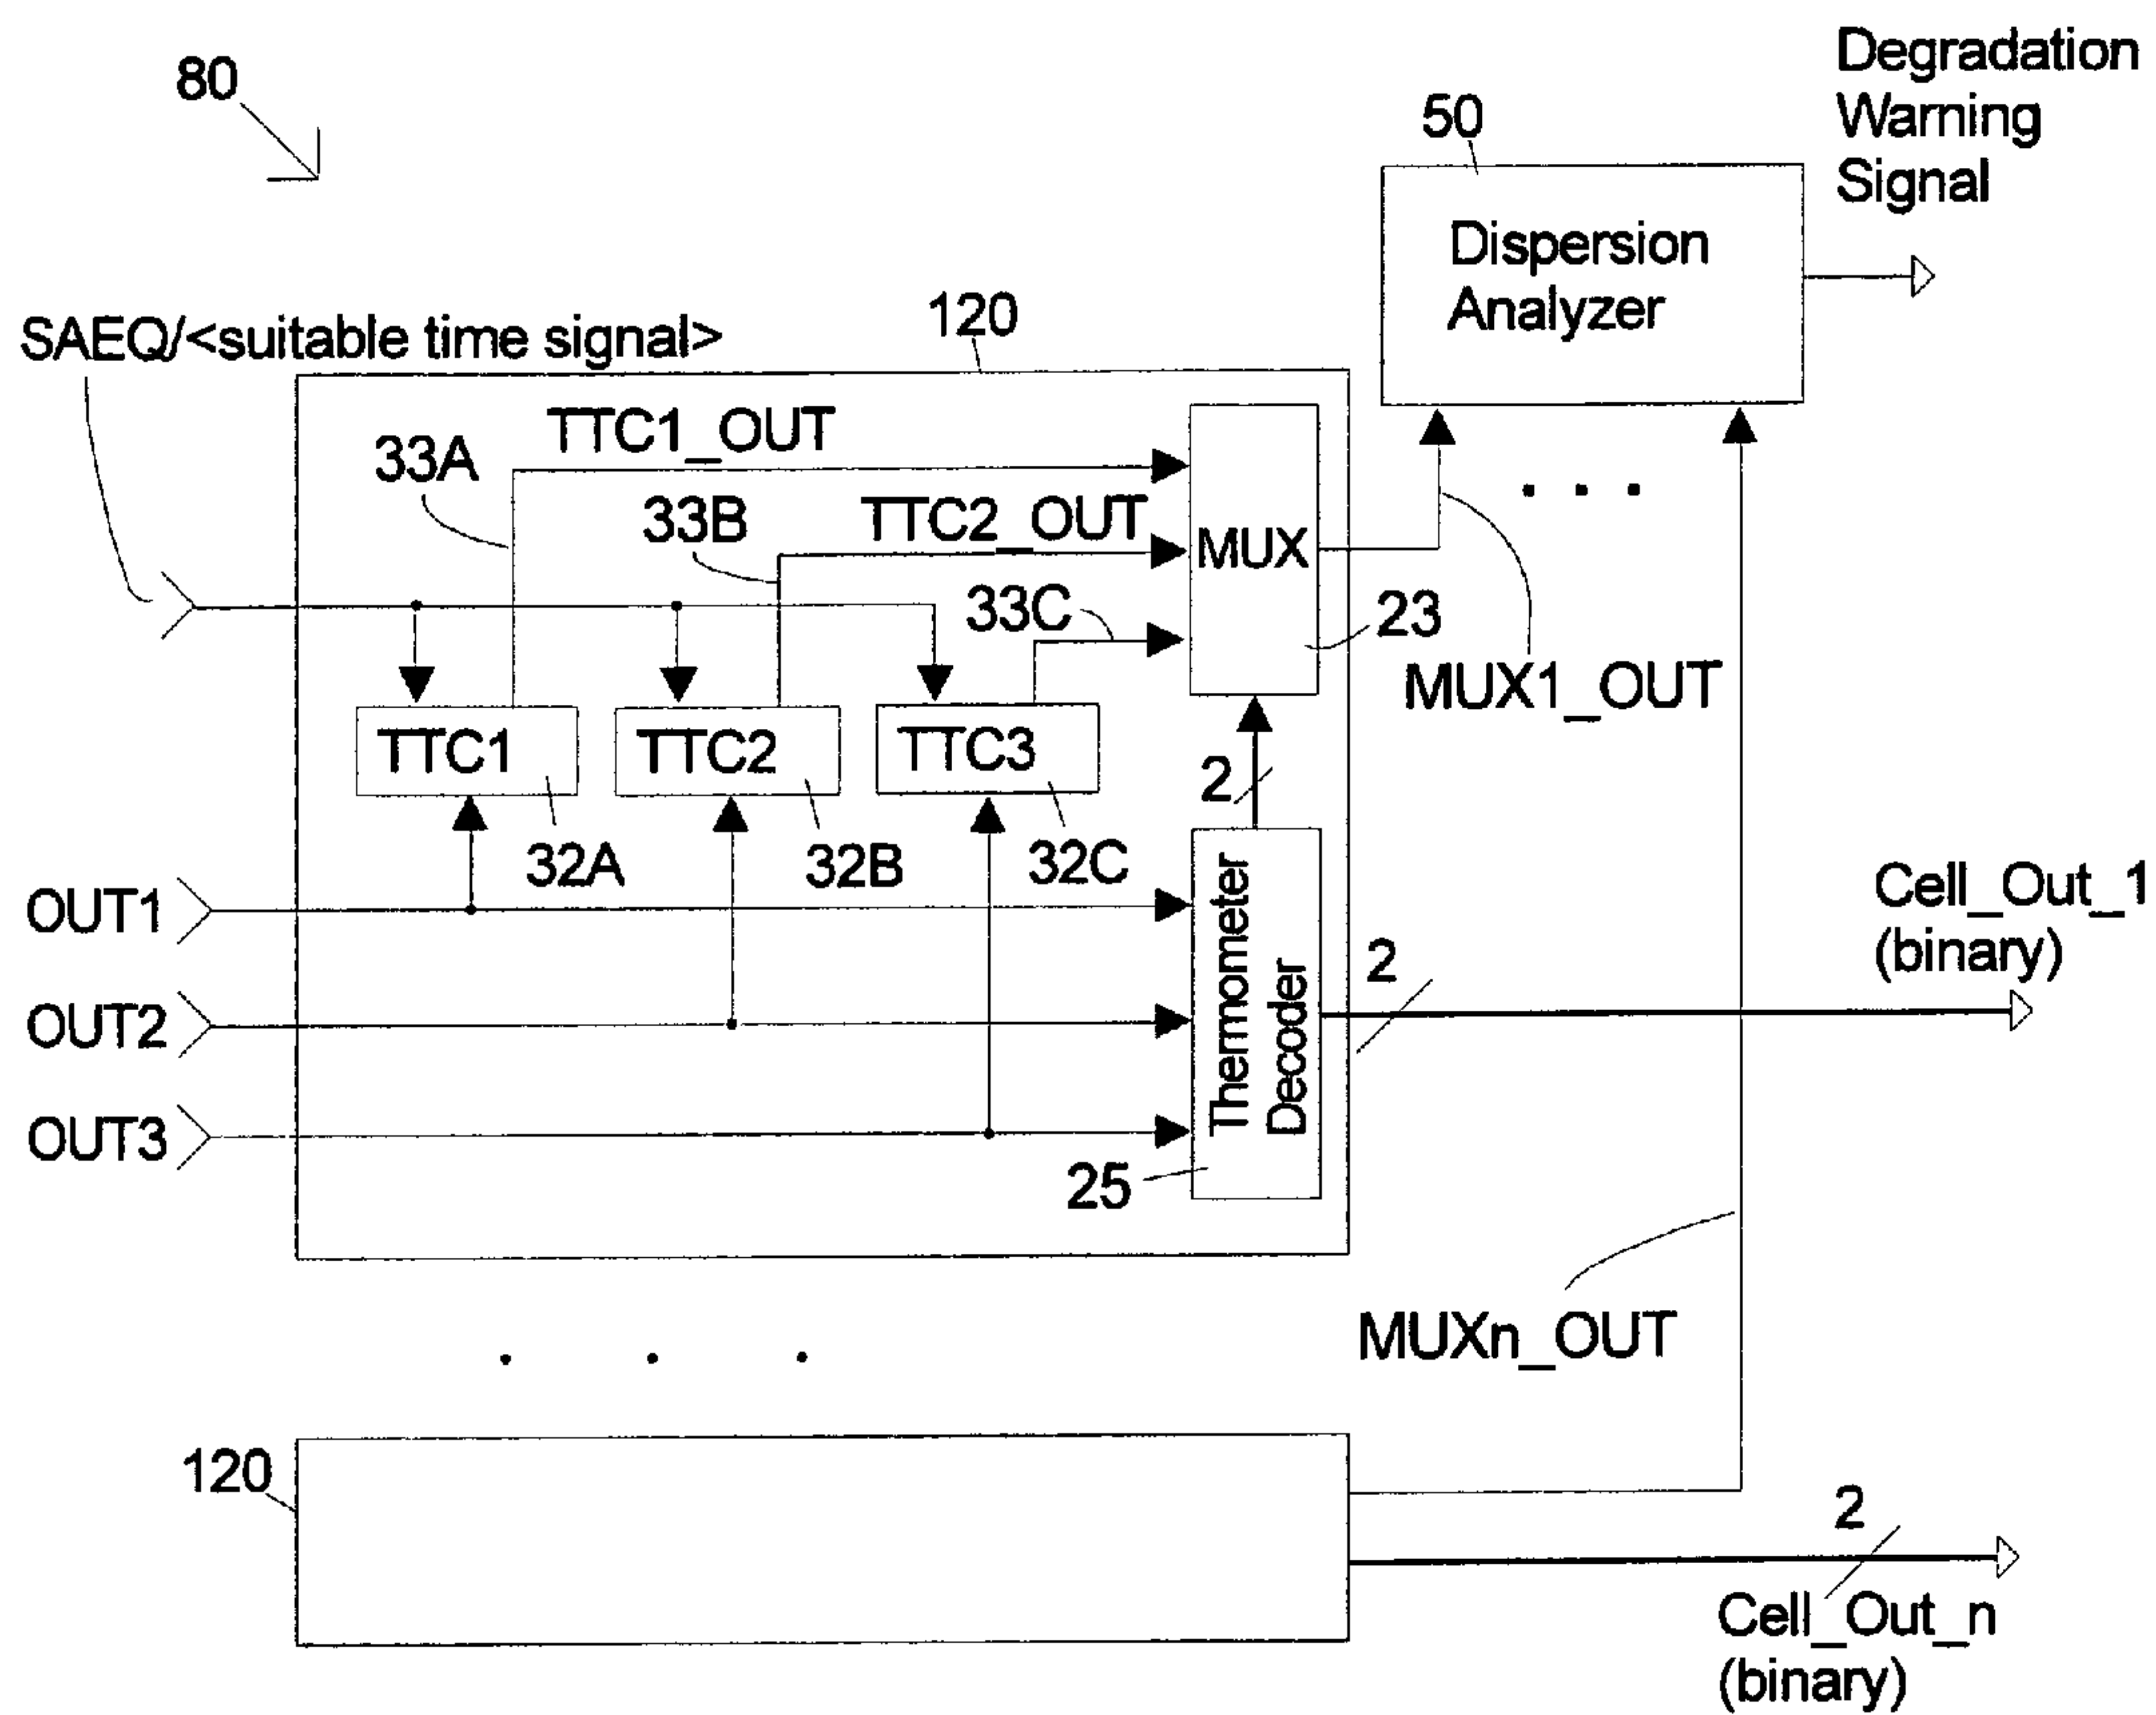 80
Degradation
Warning
Signal
50
Dispersion
Analyzer
SAEQ/<suitable time signal>
120
TTC1_OUT
33A
33B
TTC2_OUT
MUX
33C
23
MUX1_OUT
TTC1
TTC2
TTC3
2
32A
32B
32C
OUT1
Thermometer
Decoder
Cell_Out_1
(binary)
2
OUT2
OUT3
25
MUXn_OUT
120
2
Cell_Out_n
(binary)